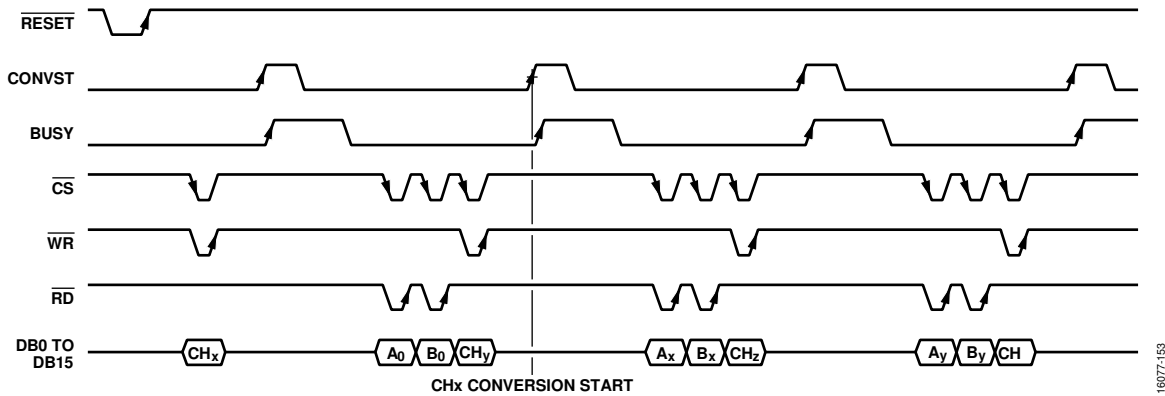 RESET
CONVST
BUSY
CS
WR
RD
DB0 TO
DB15
CHx
A0
B0
CHy
Ax
Bx
CHz
Ay
By
CH
CHx CONVERSION START
16077-153